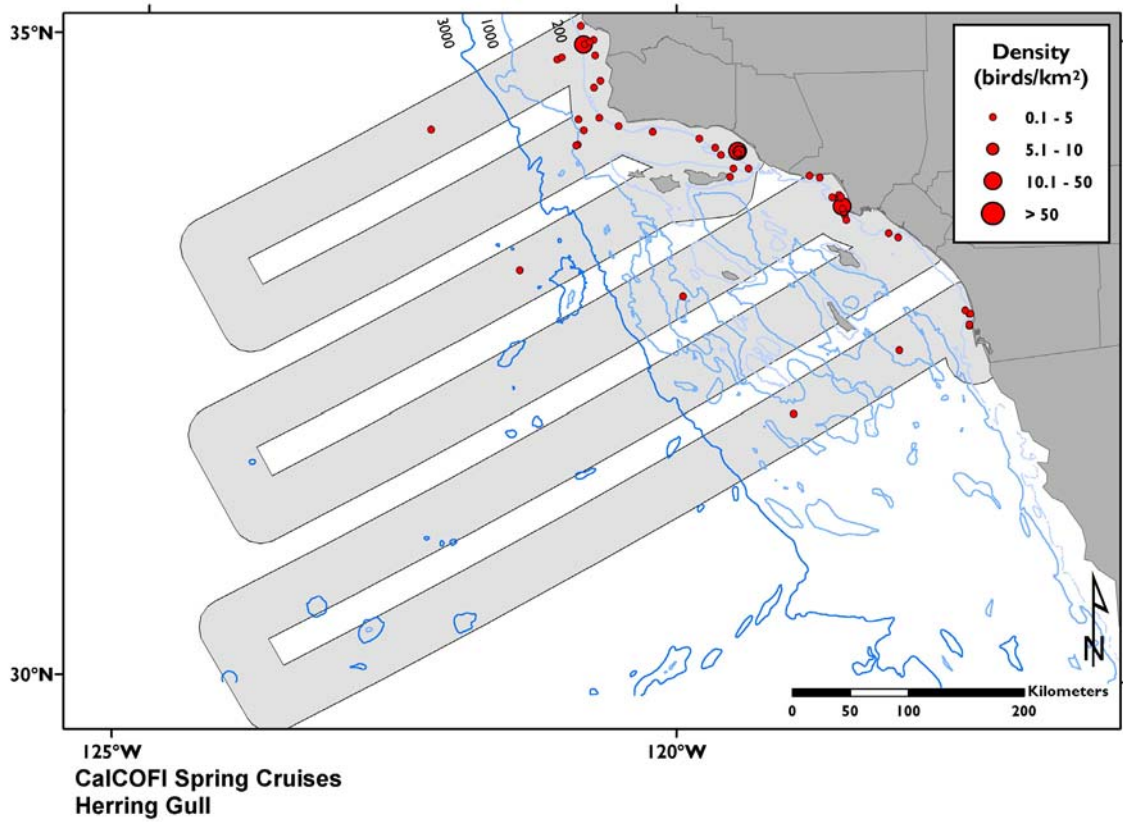 35°N
3000
1000
200
Density
(birds/km²)
0.1 - 5
5.1 - 10
10.1 - 50
> 50
N
30°N
Kilometers
0 50 100 200
125°W
120°W
CalCOFI Spring Cruises
Herring Gull